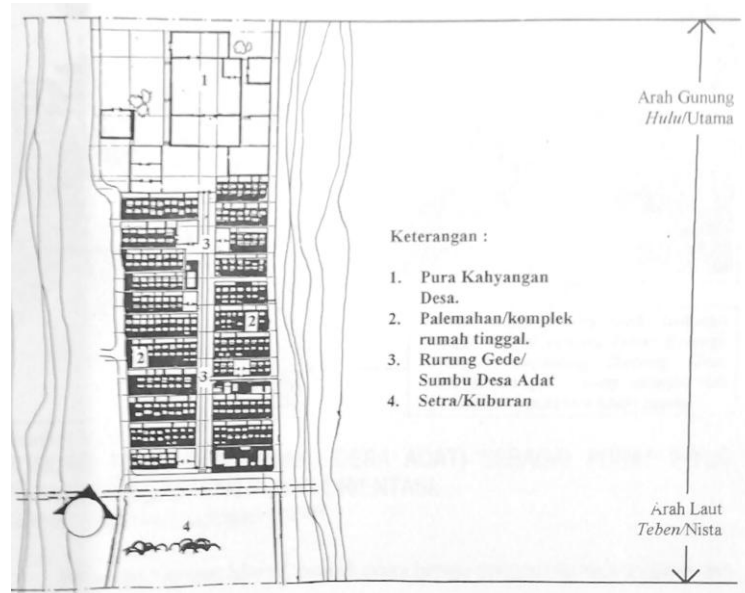 1
3
2
2
3
4
Arah Gunung
Hulu/Utama
Keterangan :
1. Pura Kahyangan
Desa.
2. Palemahan/komplek
rumah tinggal.
3. Rurung Gede/
Sumbu Desa Adat
4. Setra/Kuburan
Arah Laut
Teben/Nista